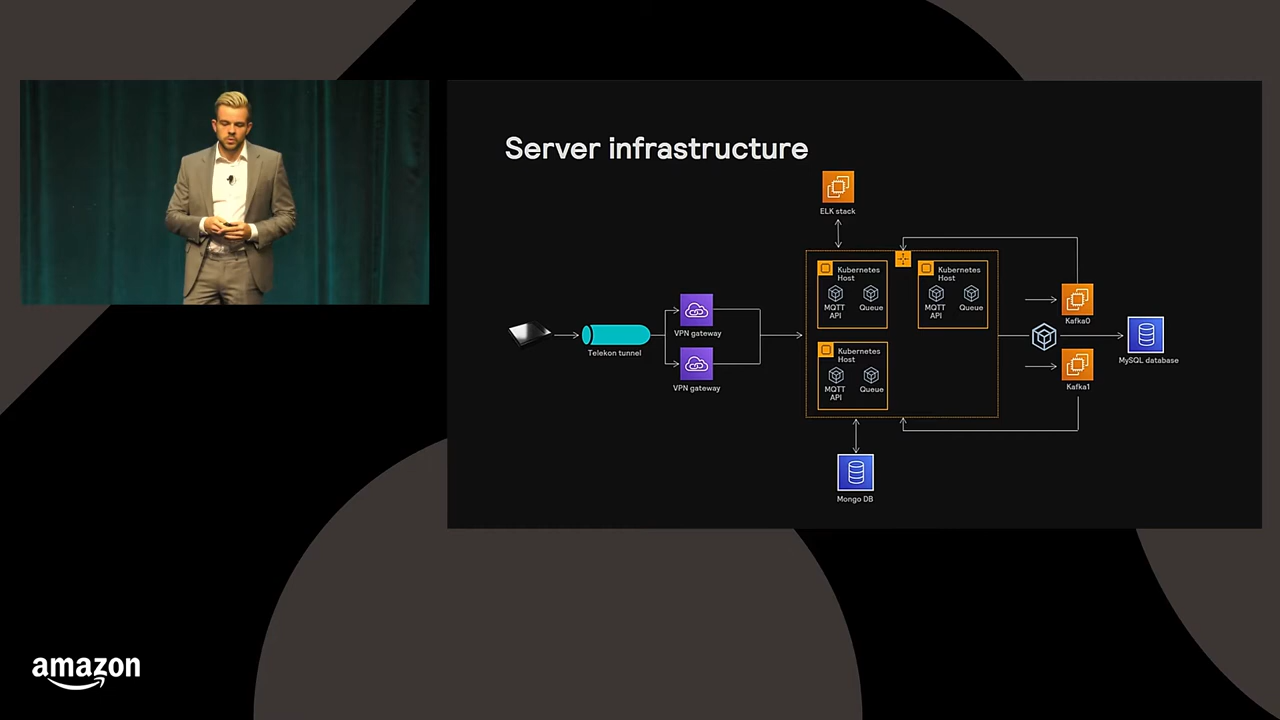 Server infrastructure
ELK stack
Kubernetes
Host
MQTT
API
Queue
Kubernetes
Host
MQTT
API
Queue
VPN gateway
Telekon tunnel
VPN gateway
Kubernetes
Host
MQTT
API
Queue
Kafka0
MySQL database
Kafka1
Mongo DB
amazon